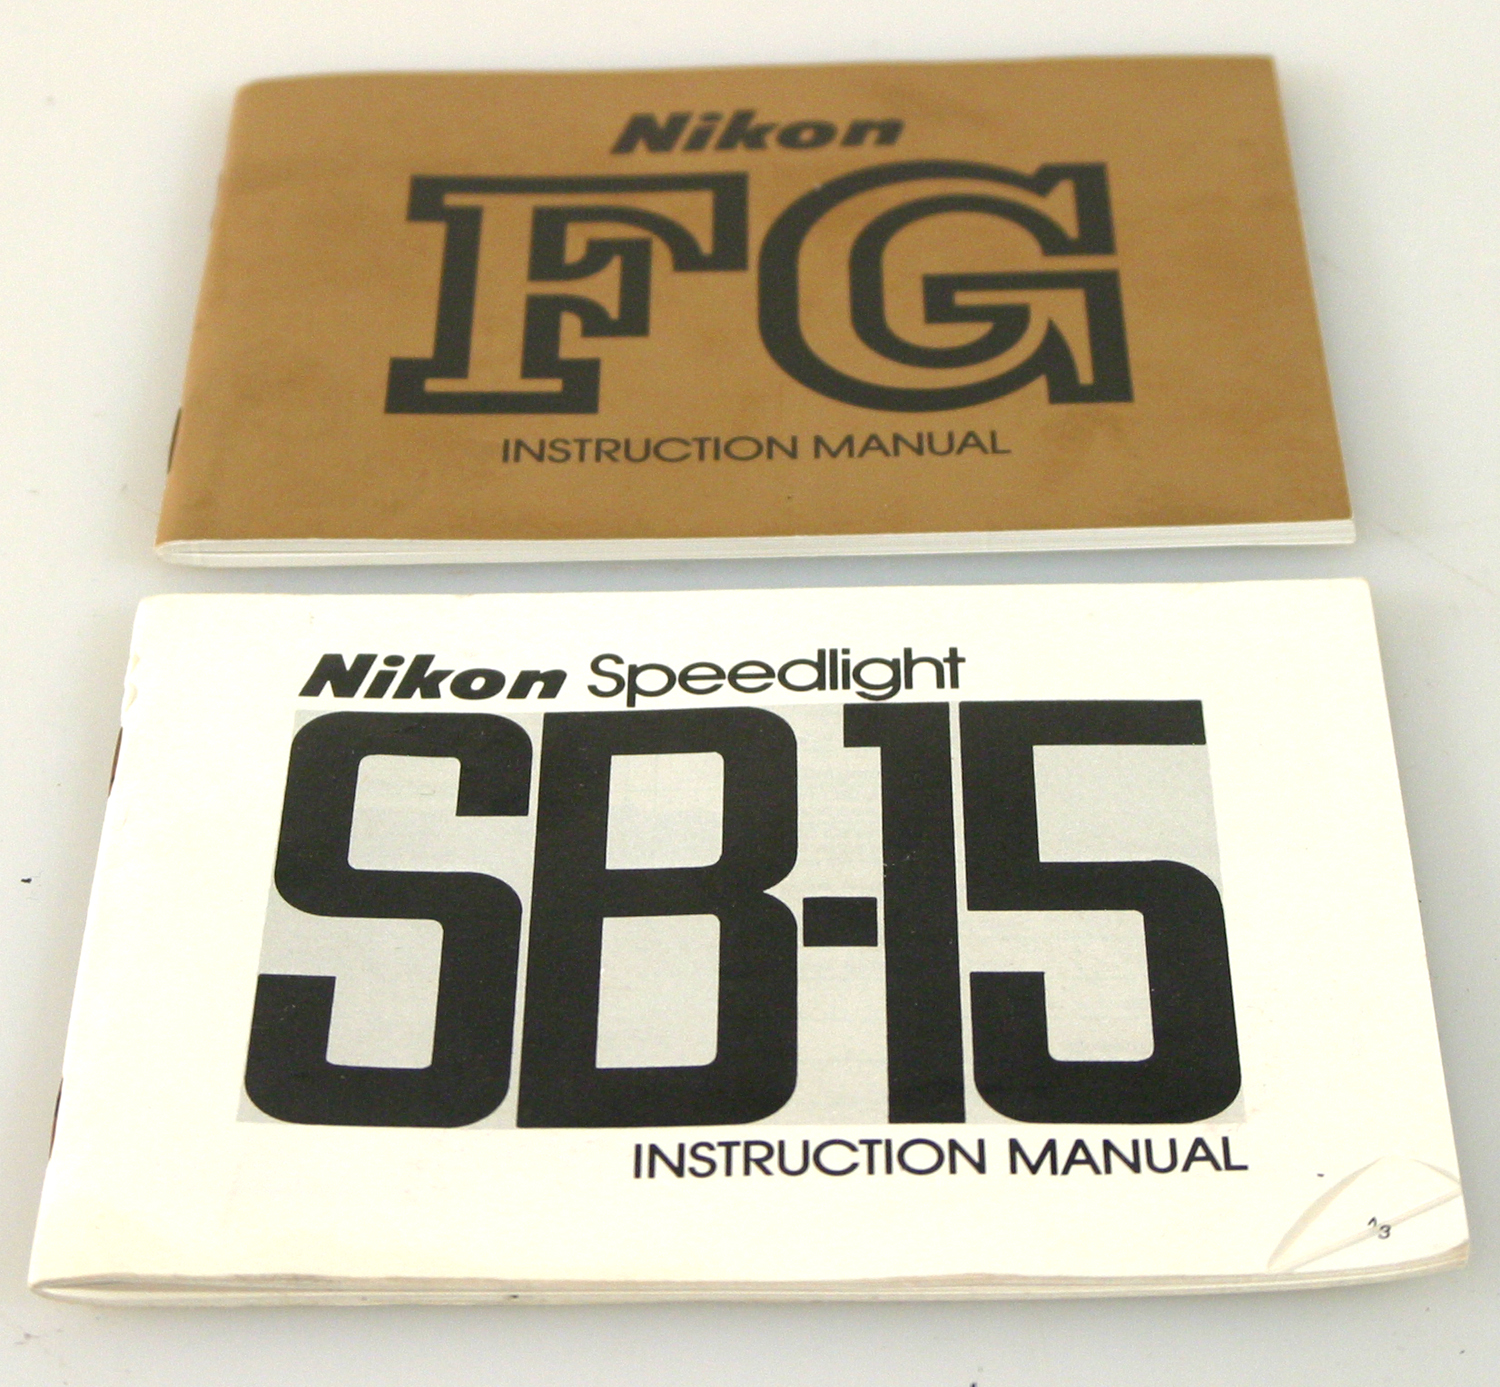 Nikon
FG
INSTRUCTION MANUAL
Nikon Speedlight
SB-15
INSTRUCTION MANUAL